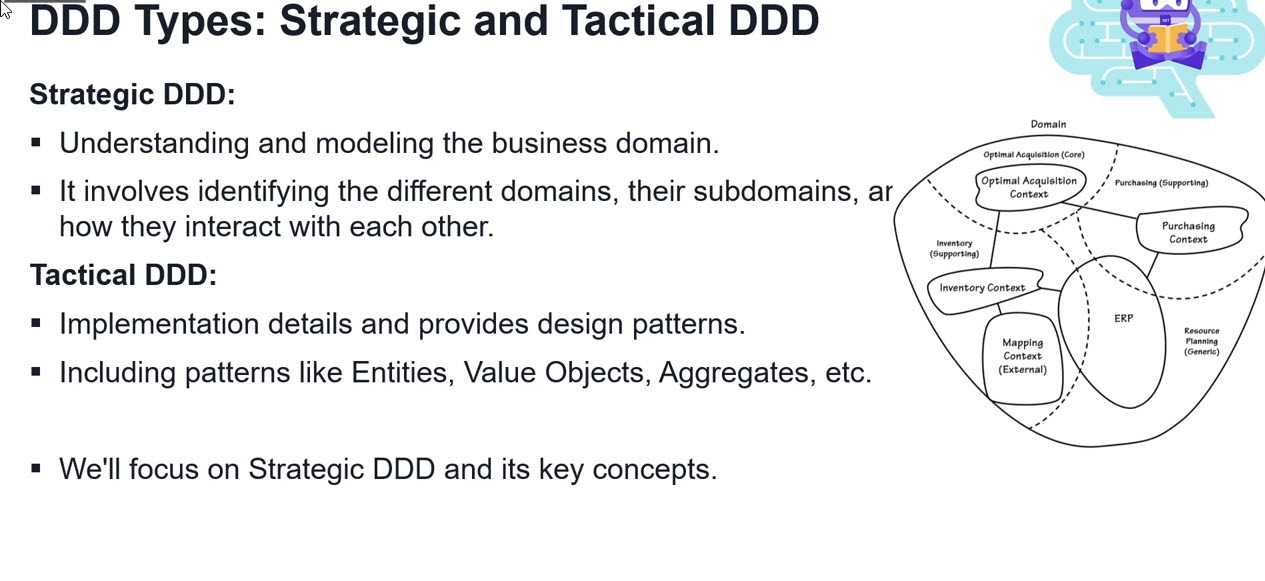 DDD Types: Strategic and Tactical DDD
Strategic DDD:
▪ Understanding and modeling the business domain.
▪ It involves identifying the different domains, their subdomains, ar
how they interact with each other.
Tactical DDD:
▪ Implementation details and provides design patterns.
▪ Including patterns like Entities, Value Objects, Aggregates, etc.
▪ We'll focus on Strategic DDD and its key concepts.
Domain
Optimal Acquisition (Core)
Optimal Acquisition
Context
Purchasing (Supporting)
Purchasing
Context
Inventory
(Supporting)
Inventory Context
ERP
Mapping
Context
(External)
Resource
Planning
(Generic)